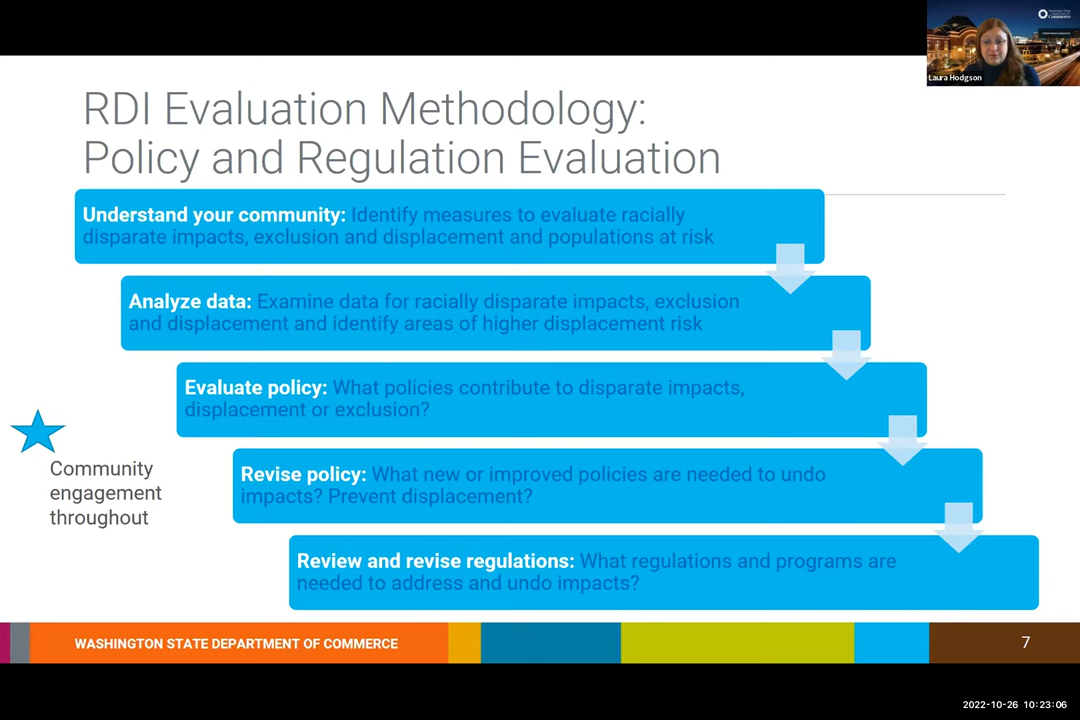 Laura Hodgson
RDI Evaluation Methodology:
Policy and Regulation Evaluation
Understand your community: Identify measures to evaluate racially
disparate impacts, exclusion and displacement and populations at risk
Analyze data: Examine data for racially disparate impacts, exclusion
and displacement and identify areas of higher displacement risk
Evaluate policy: What policies contribute to disparate impacts,
displacement or exclusion?
Community
engagement
throughout
Revise policy: What new or improved policies are needed to undo
impacts? Prevent displacement?
Review and revise regulations: What regulations and programs are
needed to address and undo impacts?
WASHINGTON STATE DEPARTMENT OF COMMERCE
7
2022-10-26 10:23:06